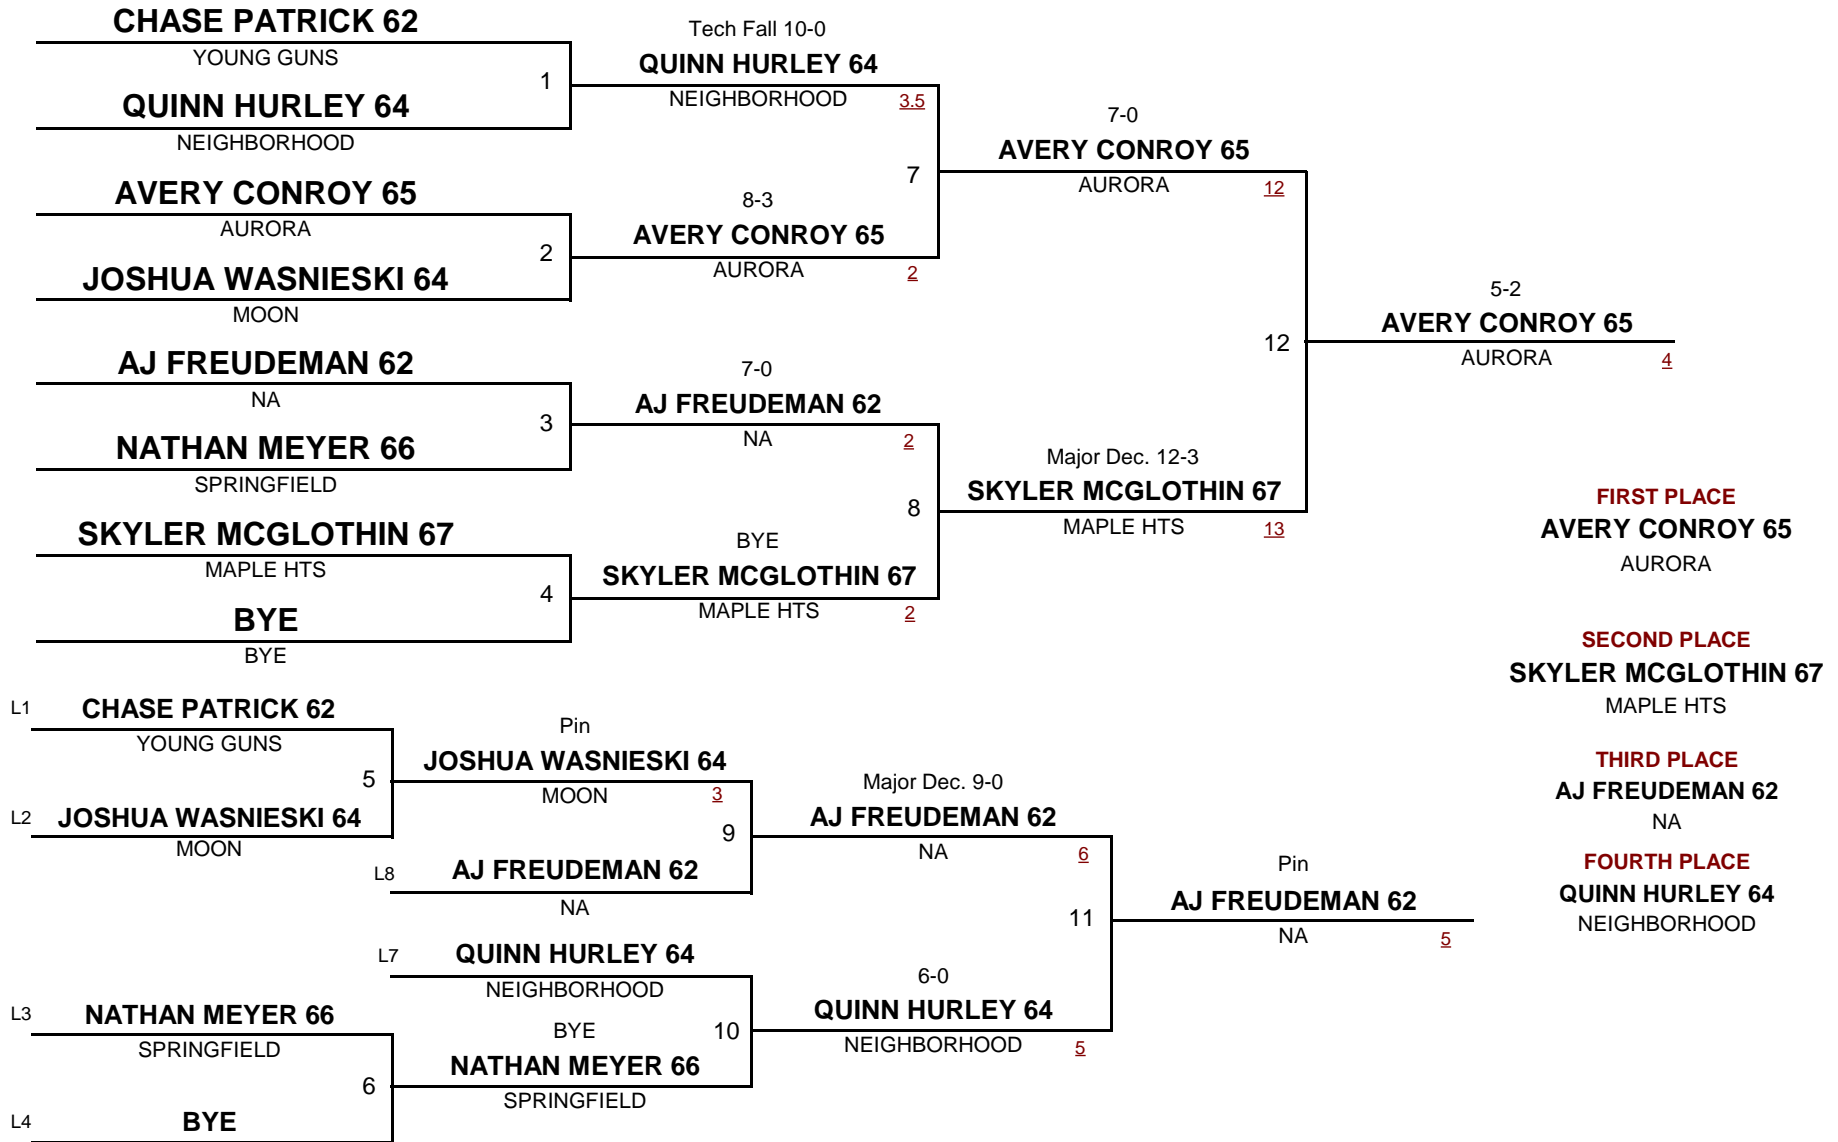 CHASE PATRICK 62
YOUNG GUNS
1
QUINN HURLEY 64
NEIGHBORHOOD
AVERY CONROY 65
AURORA
2
JOSHUA WASNIESKI 64
MOON
AJ FREUDEMAN 62
NA
3
NATHAN MEYER 66
SPRINGFIELD
SKYLER MCGLOTHIN 67
MAPLE HTS
4
BYE
BYE
Tech Fall 10-0
QUINN HURLEY 64
NEIGHBORHOOD 3.5
7
8-3
AVERY CONROY 65
AURORA 2
7-0
AJ FREUDEMAN 62
NA 2
8
BYE
SKYLER MCGLOTHIN 67
MAPLE HTS 2
7-0
AVERY CONROY 65
AURORA 12
12
Major Dec. 12-3
SKYLER MCGLOTHIN 67
MAPLE HTS 13
5-2
AVERY CONROY 65
AURORA 4
FIRST PLACE
AVERY CONROY 65
AURORA
SECOND PLACE
SKYLER MCGLOTHIN 67
MAPLE HTS
THIRD PLACE
AJ FREUDEMAN 62
NA
FOURTH PLACE
QUINN HURLEY 64
NEIGHBORHOOD
L1 CHASE PATRICK 62
YOUNG GUNS
5
L2 JOSHUA WASNIESKI 64
MOON
L3 NATHAN MEYER 66
SPRINGFIELD
6
L4 BYE
Pin
JOSHUA WASNIESKI 64
MOON 3
9
L8 AJ FREUDEMAN 62
NA
L7 QUINN HURLEY 64
NEIGHBORHOOD
10
BYE
NATHAN MEYER 66
SPRINGFIELD
Major Dec. 9-0
AJ FREUDEMAN 62
NA 6
11
6-0
QUINN HURLEY 64
NEIGHBORHOOD 5
Pin
AJ FREUDEMAN 62
NA 5